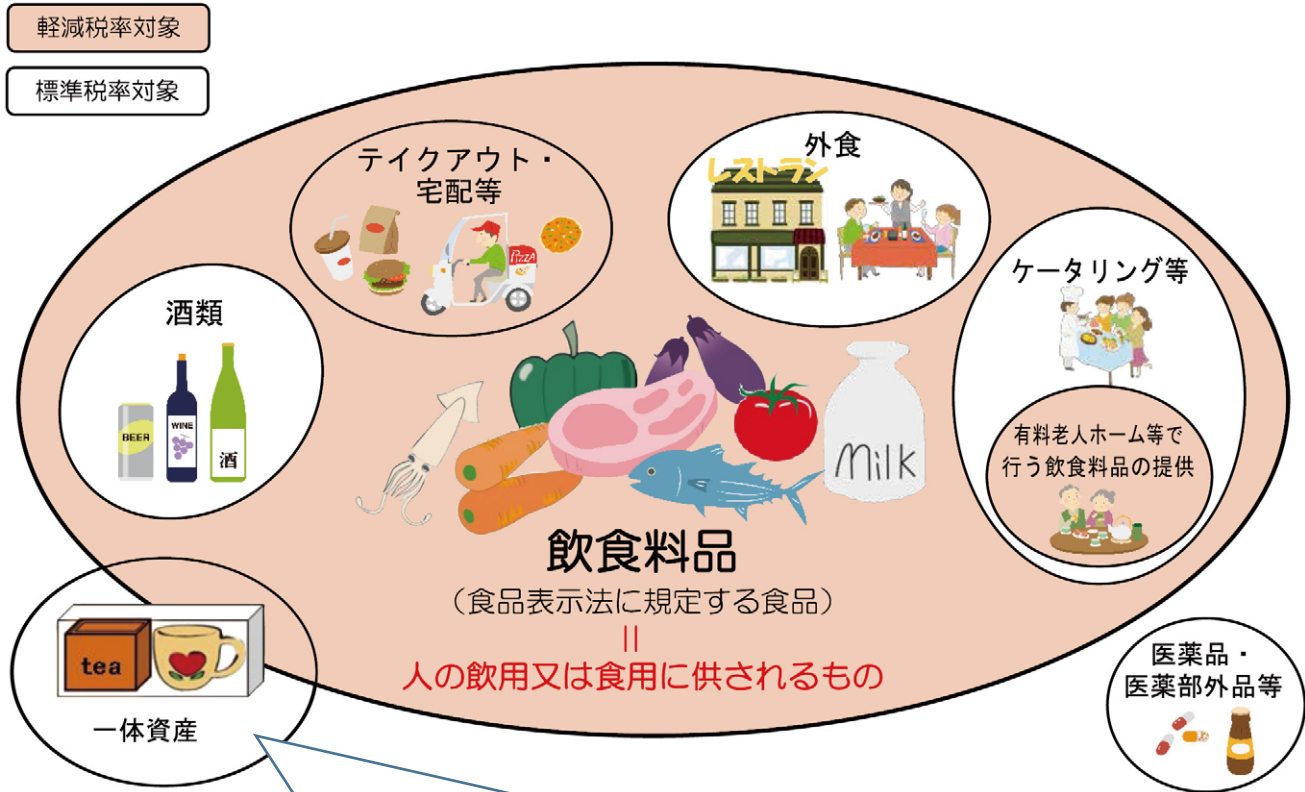 軽減税率対象
標準税率対象
テイクアウト・
宅配等
PIZZA
外食
レストラン
ケータリング等
有料老人ホーム等で
行う飲食料品の提供
酒類
BEER
WINE
酒
Milk
飲食料品
（食品表示法に規定する食品）
||
人の飲用又は食用に供されるもの
tea
一体資産
医薬品・
医薬部外品等